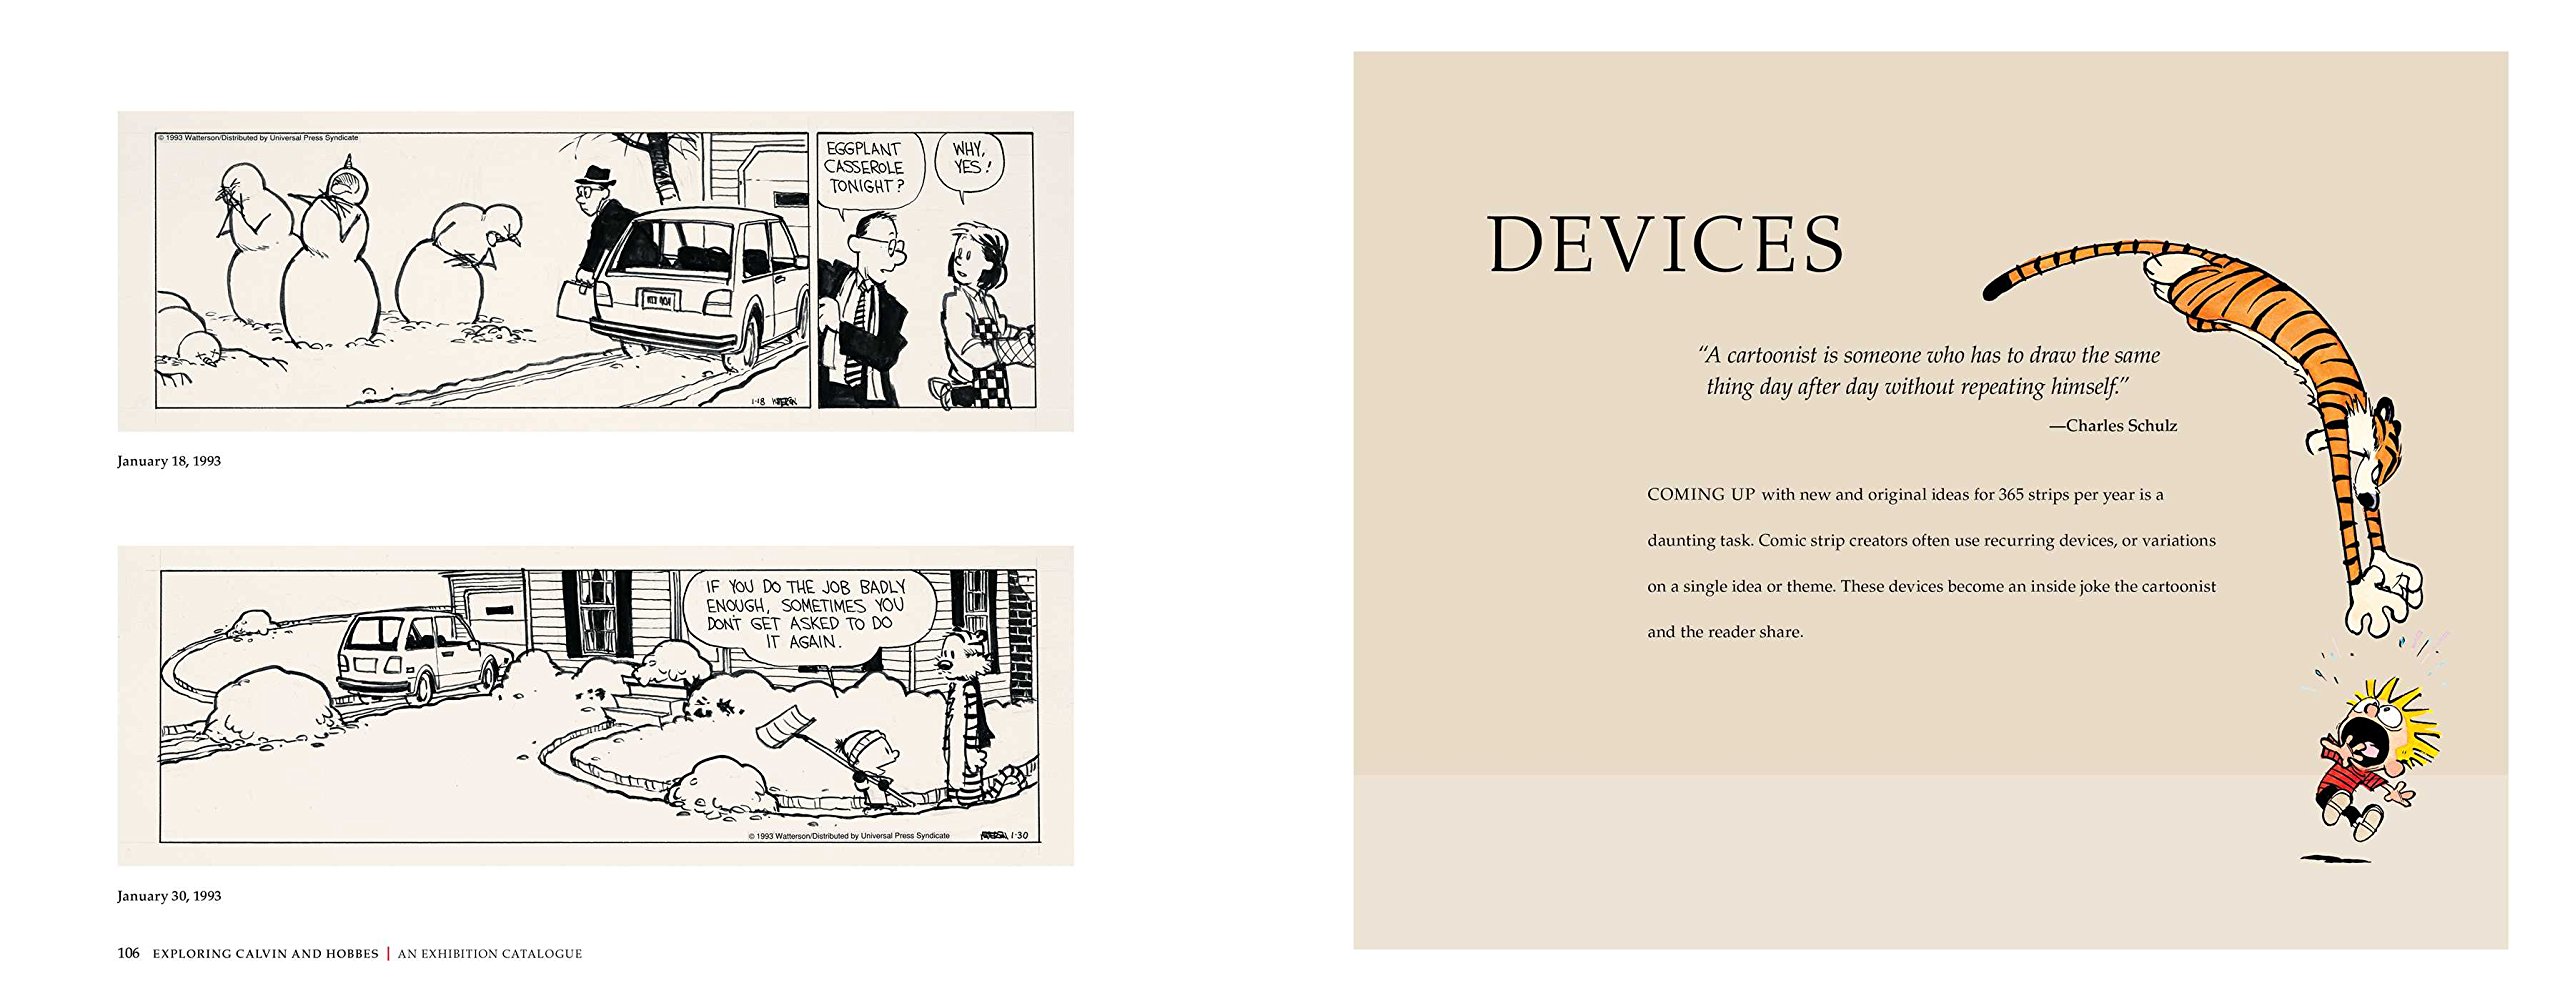 © 1993 Watterson/Distributed by Universal Press Syndicate
EGGPLANT
CASSEROLE
TONIGHT?
WHY,
YES!
1-18 WATTERSON
January 18, 1993
IF YOU DO THE JOB BADLY
ENOUGH, SOMETIMES YOU
DON'T GET ASKED TO DO
IT AGAIN.
© 1993 Watterson/Distributed by Universal Press Syndicate
WATTERSON 1-30
January 30, 1993
106 EXPLORING CALVIN AND HOBBES | AN EXHIBITION CATALOGUE
DEVICES
“A cartoonist is someone who has to draw the same
thing day after day without repeating himself.”
—Charles Schulz
COMING UP with new and original ideas for 365 strips per year is a
daunting task. Comic strip creators often use recurring devices, or variations
on a single idea or theme. These devices become an inside joke the cartoonist
and the reader share.